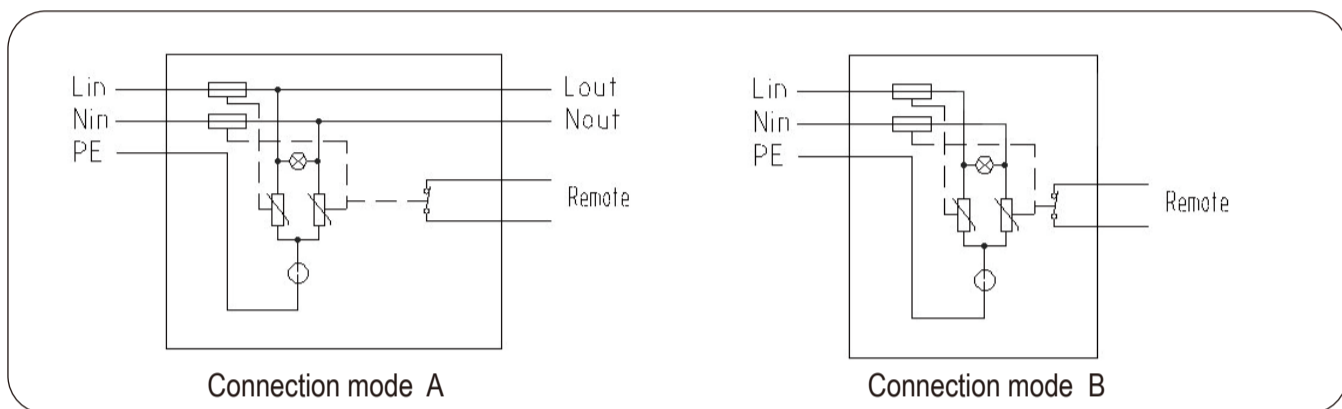 Lin
Nin
PE
Lout
Nout
Remote
Connection mode A
Lin
Nin
PE
Remote
Connection mode B